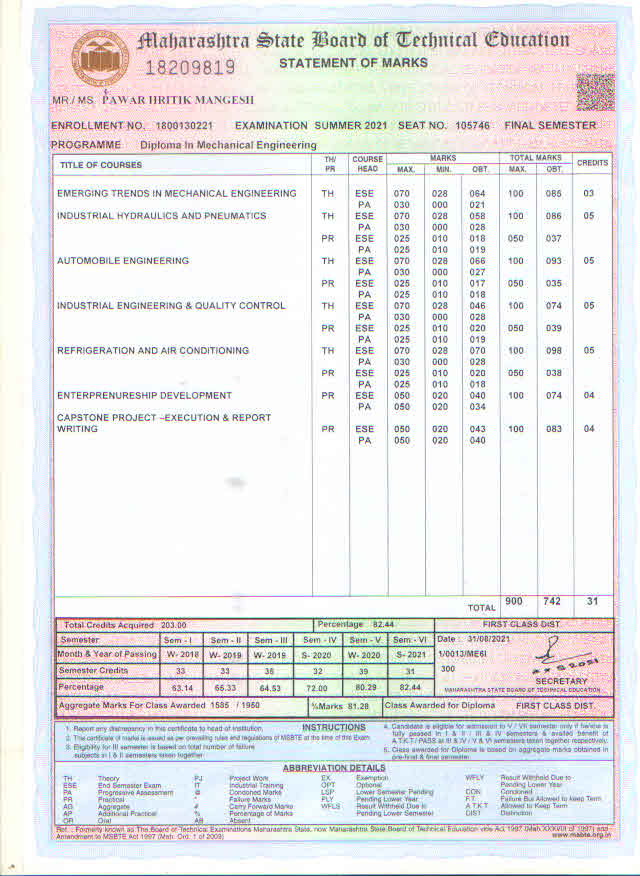 Maharashtra State Board of Technical Education
18209819
STATEMENT OF MARKS
MR / MS. PAWAR HRITIK MANGESH
ENROLLMENT NO. 1800130221 EXAMINATION SUMMER 2021 SEAT NO. 105746 FINAL SEMESTER
PROGRAMME Diploma In Mechanical Engineering
TITLE OF COURSES TH/ PR COURSE HEAD MARKS MAX. MIN. OBT. TOTAL MARKS MAX. OBT. CREDITS
EMERGING TRENDS IN MECHANICAL ENGINEERING TH ESE 070 028 064 100 085 03
PA 030 000 021
INDUSTRIAL HYDRAULICS AND PNEUMATICS TH ESE 070 028 058 100 086 05
PA 030 000 028
PR ESE 025 010 018 050 037
PA 025 010 019
AUTOMOBILE ENGINEERING TH ESE 070 028 066 100 093 05
PA 030 000 027
PR ESE 025 010 017 050 035
PA 025 010 018
INDUSTRIAL ENGINEERING & QUALITY CONTROL TH ESE 070 028 046 100 074 05
PA 030 000 028
PR ESE 025 010 020 050 039
PA 025 010 019
REFRIGERATION AND AIR CONDITIONING TH ESE 070 028 070 100 098 05
PA 030 000 028
PR ESE 025 010 020 050 038
PA 025 010 018
ENTERPRENURESHIP DEVELOPMENT PR ESE 050 020 040 100 074 04
PA 050 020 034
CAPSTONE PROJECT –EXECUTION & REPORT
WRITING PR ESE 050 020 043 100 083 04
PA 050 020 040
TOTAL 900 742 31
Total Credits Acquired 203.00 Percentage 82.44 FIRST CLASS DIST.
Semester Sem - I Sem - II Sem - III Sem - IV Sem - V Sem - VI Date : 31/08/2021
Month & Year of Passing W- 2018 W- 2019 W- 2019 S- 2020 W- 2020 S- 2021 1/0013/ME6I
Semester Credits 33 33 35 32 39 31 300
SECRETARY
Percentage 63.14 66.33 64.53 72.00 80.29 82.44 MAHARASHTRA STATE BOARD OF TECHNICAL EDUCATION
Aggregate Marks For Class Awarded 1585 / 1950 %Marks 81.28 Class Awarded for Diploma FIRST CLASS DIST.
INSTRUCTIONS
1. Report any discrepancy in this certificate to head of institution.
2. The certificate of marks is issued as per prevailing rules and regulations of MSBTE at the time of this Exam
3. Eligibility for III semester is based on total number of failure
subjects in I & II semesters taken together
4. Candidate is eligible for admission to V / VII semester only if he/she is
fully passed in I & II / III & IV semesters & availed benefit of
A.T.K.T./ PASS at III & IV / V & VI semesters taken together respectively.
5. Class awarded for Diploma is based on aggregate marks obtained in
pre-final & final semester.
ABBREVIATION DETAILS
TH Theory PJ Project Work EX Exemption WFLY Result Withheld Due to
Pending Lower Year
ESE End Semester Exam IT Industrial Training OPT Optional
PA Progressive Assessment @ Condoned Marks LSP Lower Semester Pending CON Condoned
PR Practical * Failure Marks PLY Pending Lower Year F.T. Failure But Allowed to Keep Term
AG Aggregate # Carry Forward Marks WFLS Result Withheld Due to A.T.K.T. Allowed to Keep Term
AP Additional Practical % Percentage of Marks Pending Lower Semester DIST Distinction
OR Oral AB Absent
Ref. : Formerly known as The Board of Technical Examinations Maharashtra State, now Maharashtra State Board of Technical Education vide Act 1997 (Mah.XXXVIII of 1997) and
Amendment to MSBTE Act 1997 (Mah. Ord. 1 of 2009) www.msbte.org.in